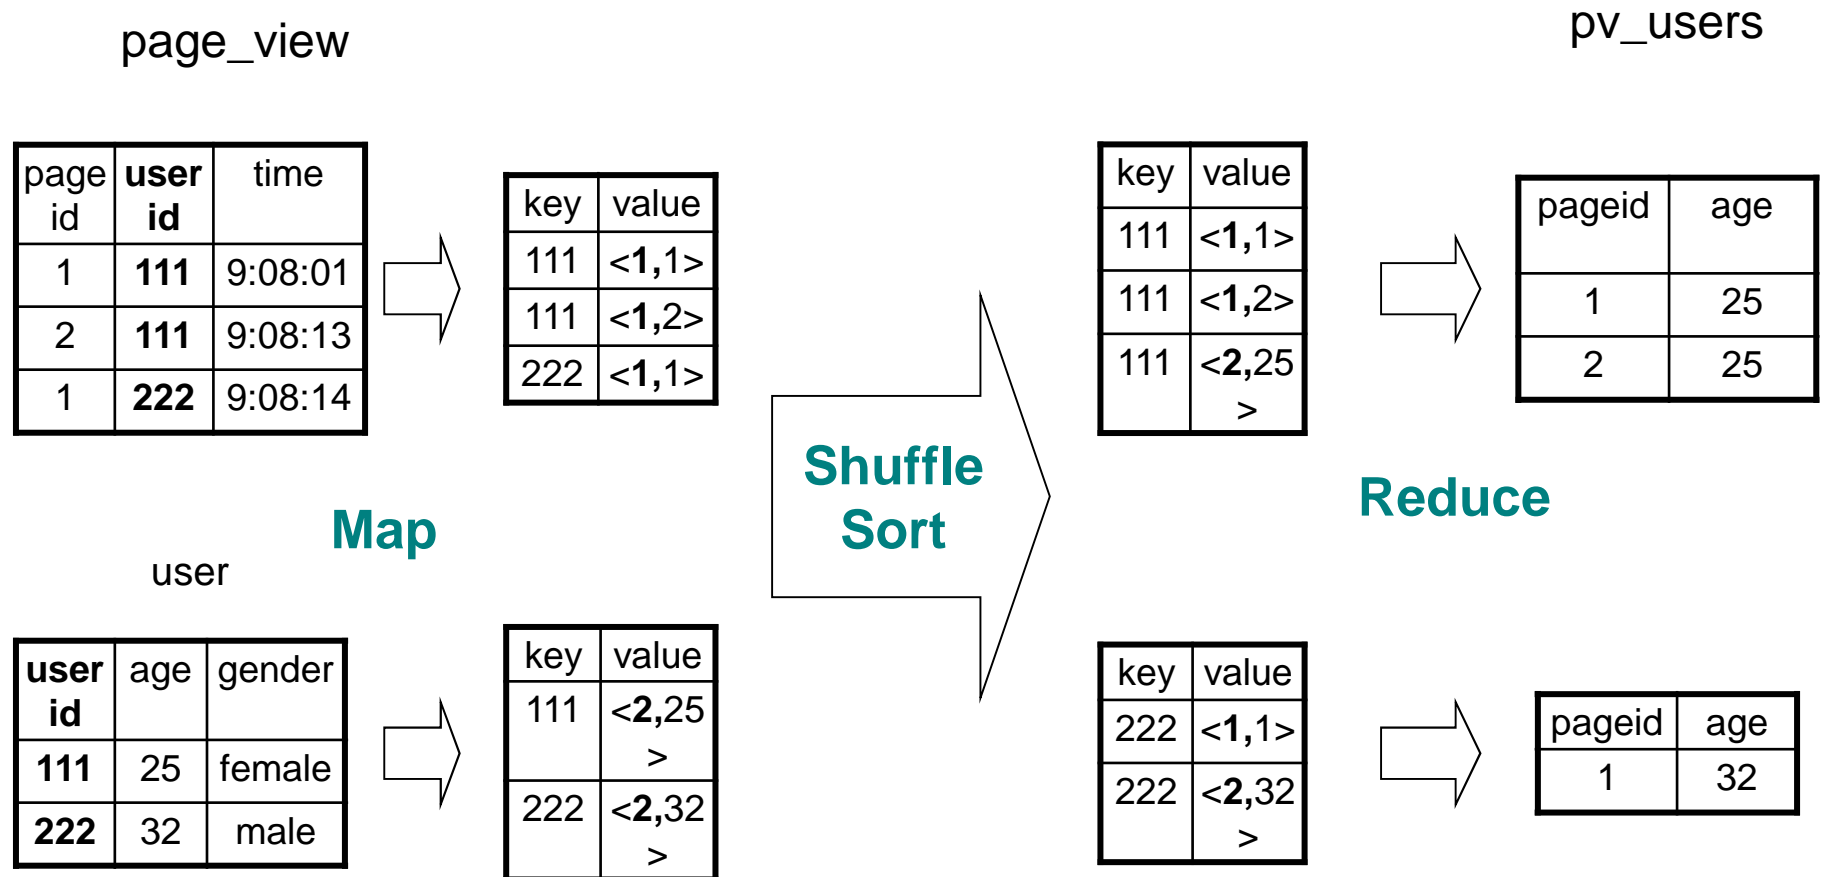 page_view
pv_users
page id user id time
1 111 9:08:01
2 111 9:08:13
1 222 9:08:14
key value
111 <1,1>
111 <1,2>
222 <1,1>
Map
user
user id age gender
111 25 female
222 32 male
key value
111 <2,25>
222 <2,32>
Shuffle
Sort
key value
111 <1,1>
111 <1,2>
111 <2,25>
Reduce
key value
222 <1,1>
222 <2,32>
pageid age
1 25
2 25
pageid age
1 32